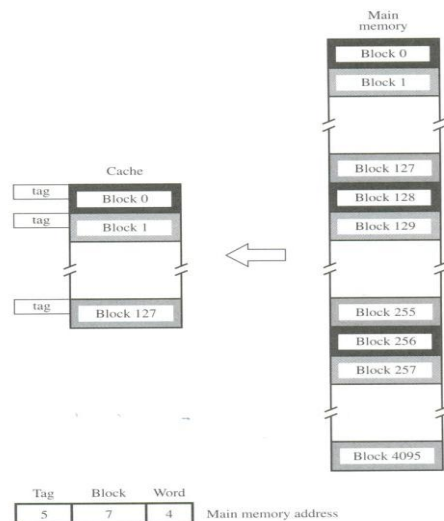 Main
memory
Block 0
Block 1
Block 127
Block 128
Block 129
Block 255
Block 256
Block 257
Block 4095
Cache
tag
Block 0
tag
Block 1
tag
Block 127
Tag Block Word
5 7 4 Main memory address